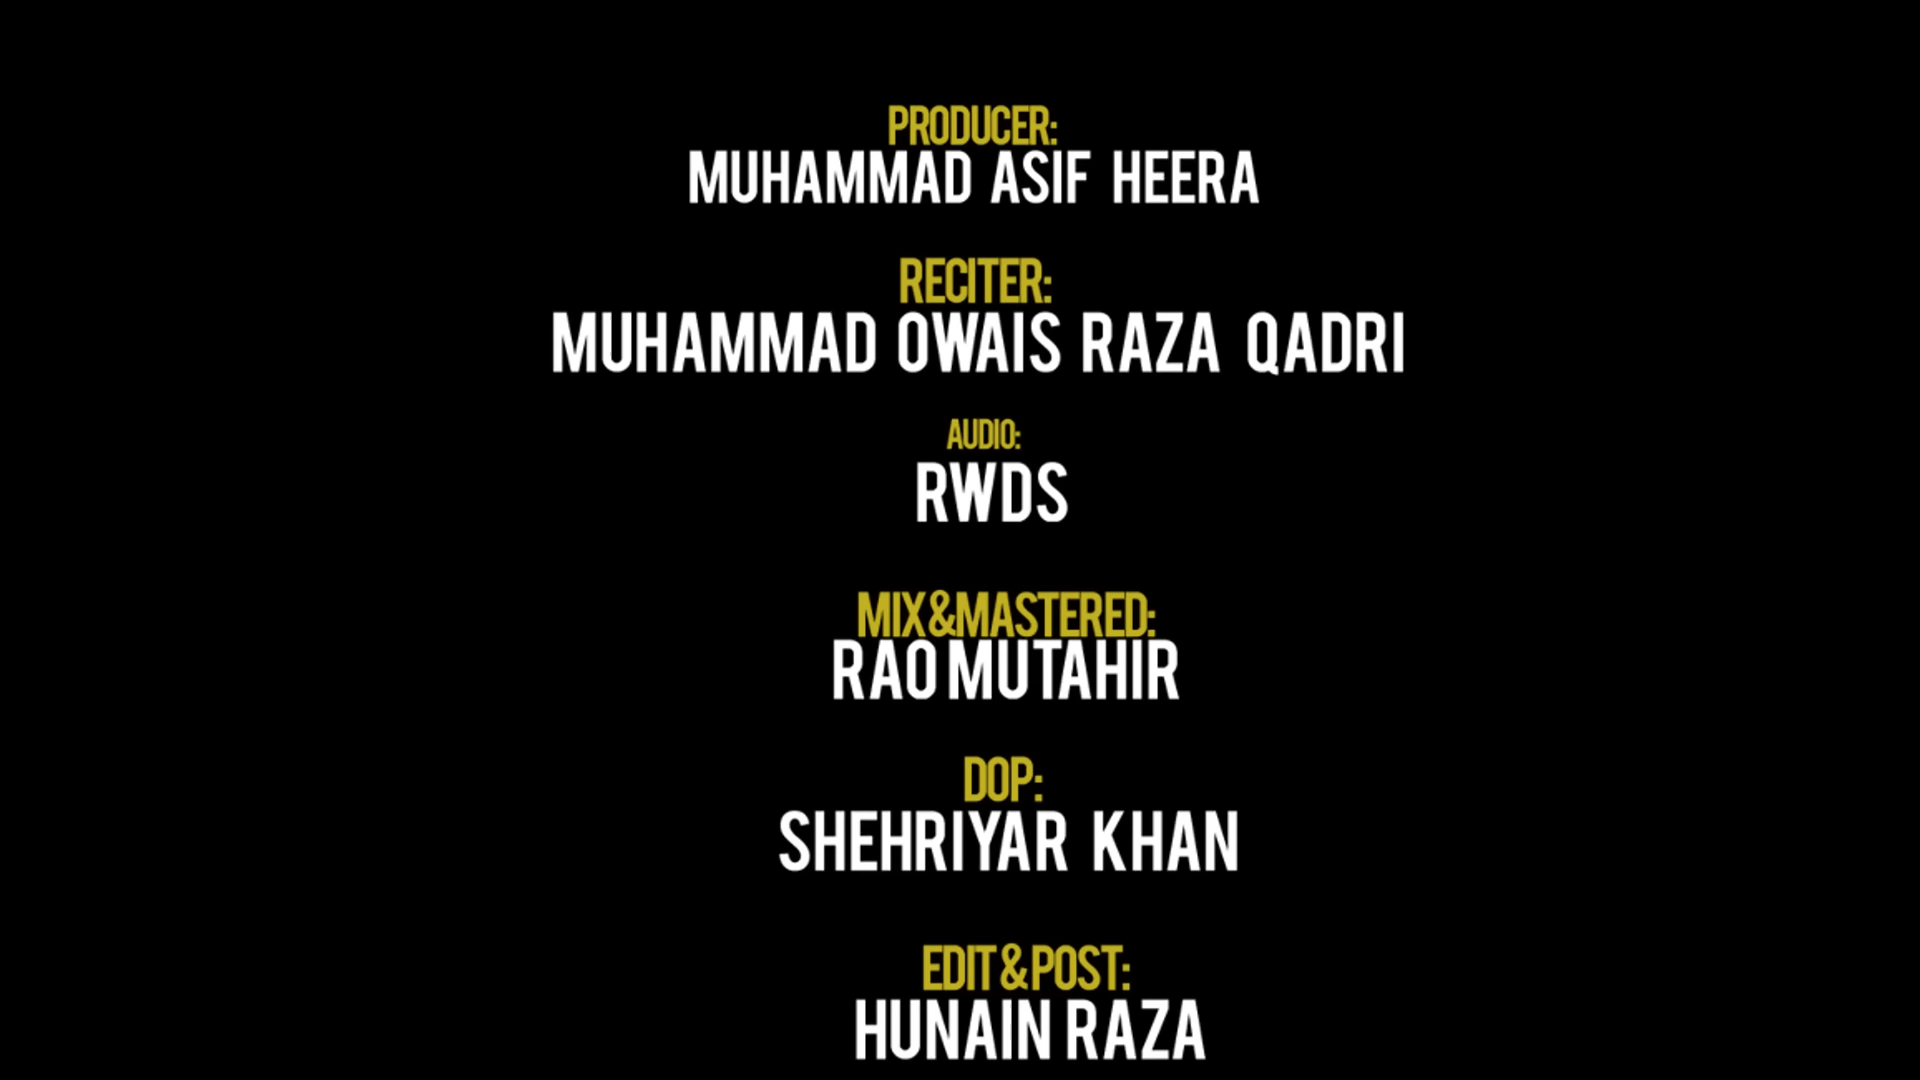 PRODUCER:
MUHAMMAD ASIF HEERA
RECITER:
MUHAMMAD OWAIS RAZA QADRI
AUDIO:
RWDS
MIX&MASTERED:
RAO MUTAHIR
DOP:
SHEHRIYAR KHAN
EDIT&POST:
HUNAIN RAZA